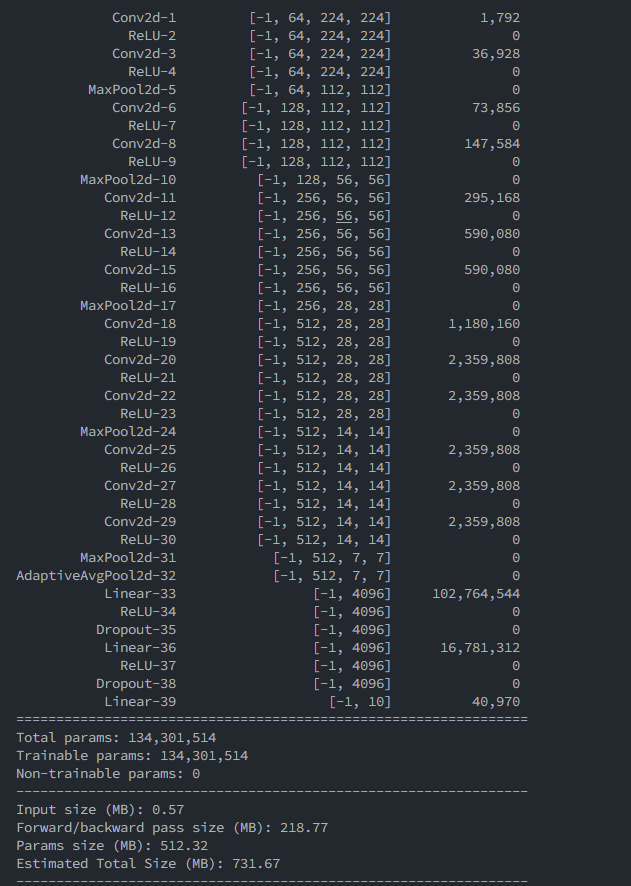 Conv2d-1 [-1, 64, 224, 224] 1,792
ReLU-2 [-1, 64, 224, 224] 0
Conv2d-3 [-1, 64, 224, 224] 36,928
ReLU-4 [-1, 64, 224, 224] 0
MaxPool2d-5 [-1, 64, 112, 112] 0
Conv2d-6 [-1, 128, 112, 112] 73,856
ReLU-7 [-1, 128, 112, 112] 0
Conv2d-8 [-1, 128, 112, 112] 147,584
ReLU-9 [-1, 128, 112, 112] 0
MaxPool2d-10 [-1, 128, 56, 56] 0
Conv2d-11 [-1, 256, 56, 56] 295,168
ReLU-12 [-1, 256, 56, 56] 0
Conv2d-13 [-1, 256, 56, 56] 590,080
ReLU-14 [-1, 256, 56, 56] 0
Conv2d-15 [-1, 256, 56, 56] 590,080
ReLU-16 [-1, 256, 56, 56] 0
MaxPool2d-17 [-1, 256, 28, 28] 0
Conv2d-18 [-1, 512, 28, 28] 1,180,160
ReLU-19 [-1, 512, 28, 28] 0
Conv2d-20 [-1, 512, 28, 28] 2,359,808
ReLU-21 [-1, 512, 28, 28] 0
Conv2d-22 [-1, 512, 28, 28] 2,359,808
ReLU-23 [-1, 512, 28, 28] 0
MaxPool2d-24 [-1, 512, 14, 14] 0
Conv2d-25 [-1, 512, 14, 14] 2,359,808
ReLU-26 [-1, 512, 14, 14] 0
Conv2d-27 [-1, 512, 14, 14] 2,359,808
ReLU-28 [-1, 512, 14, 14] 0
Conv2d-29 [-1, 512, 14, 14] 2,359,808
ReLU-30 [-1, 512, 14, 14] 0
MaxPool2d-31 [-1, 512, 7, 7] 0
AdaptiveAvgPool2d-32 [-1, 512, 7, 7] 0
Linear-33 [-1, 4096] 102,764,544
ReLU-34 [-1, 4096] 0
Dropout-35 [-1, 4096] 0
Linear-36 [-1, 4096] 16,781,312
ReLU-37 [-1, 4096] 0
Dropout-38 [-1, 4096] 0
Linear-39 [-1, 10] 40,970
================================================================
Total params: 134,301,514
Trainable params: 134,301,514
Non-trainable params: 0
----------------------------------------------------------------
Input size (MB): 0.57
Forward/backward pass size (MB): 218.77
Params size (MB): 512.32
Estimated Total Size (MB): 731.67
----------------------------------------------------------------